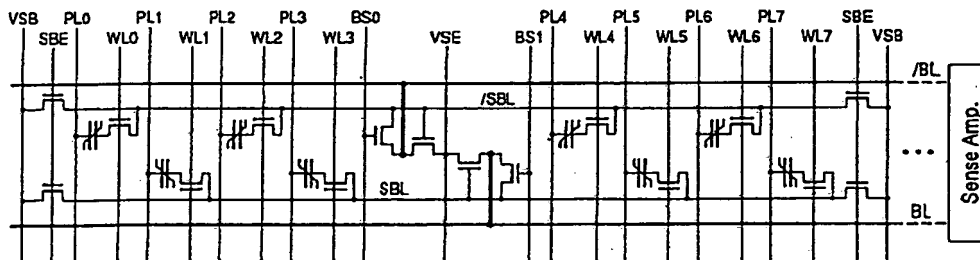 VSB PL0 PL1 PL2 PL3 BS0 PL4 PL5 PL6 PL7 SBE
SBE WL0 WL1 WL2 WL3 VSE BS1 WL4 WL5 WL6 WL7 VSB
/BL
/SBL
SBL
BL
Sense Amp.